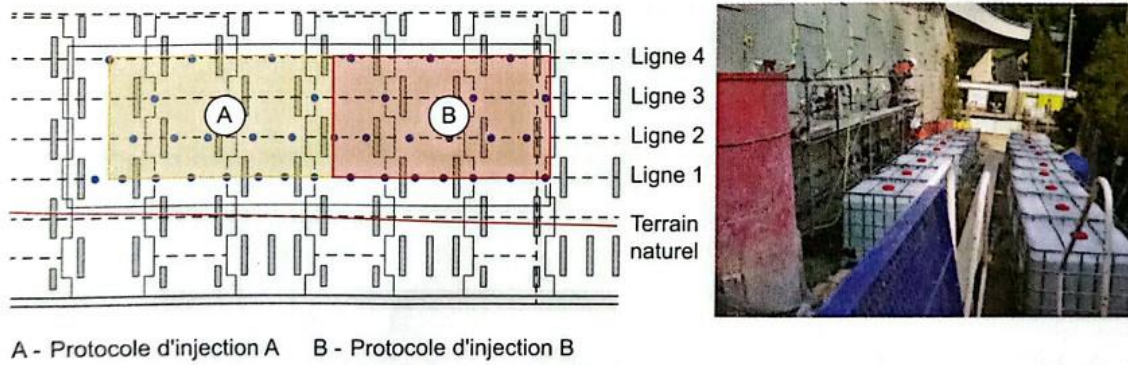 Ligne 4
Ligne 3
A
B
Ligne 2
Ligne 1
Terrain
naturel
A - Protocole d'injection A B - Protocole d'injection B